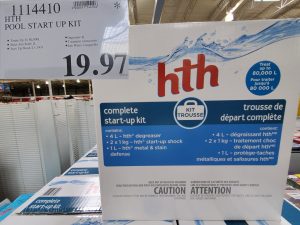 1114410
HTH
POOL START UP KIT
19.97
hth
Treat up to 80,000 L
Pour traiter jusqu'à 80 000 L
KIT
TROUSSE
complete
start-up kit
contains:
• 4 L – hth® degreaser
• 2 x 1 kg – hth® start-up shock
• 1 L – hth® metal & stain
defense
trousse de
départ complète
contient:
• 4 L – dégraissant hth
• 2 x 1 kg – traitement choc
de départ hth
• 1 L – protège-taches
métalliques et salissures hth
CAUTION ATTENTION